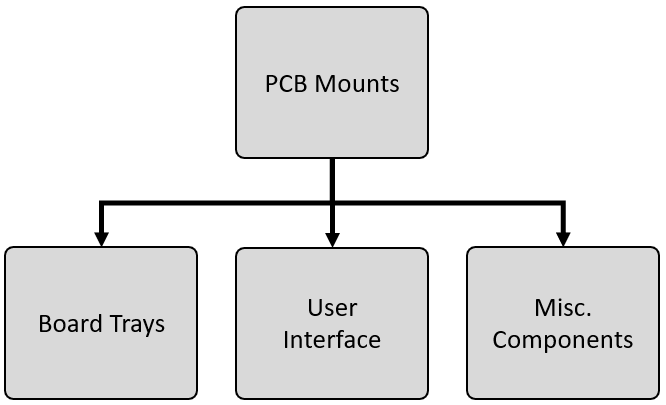 PCB Mounts
Board Trays
User
Interface
Misc.
Components